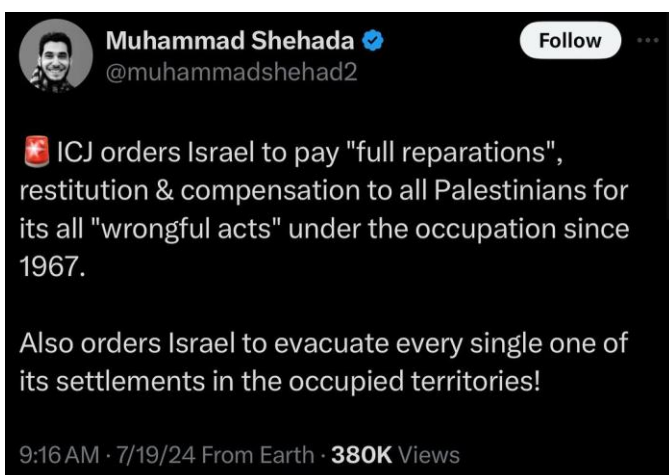 Muhammad Shehada
Follow
@muhammadshehad2
🚨 ICJ orders Israel to pay "full reparations",
restitution & compensation to all Palestinians for
its all "wrongful acts" under the occupation since
1967.
Also orders Israel to evacuate every single one of
its settlements in the occupied territories!
9:16 AM · 7/19/24 From Earth · 380K Views